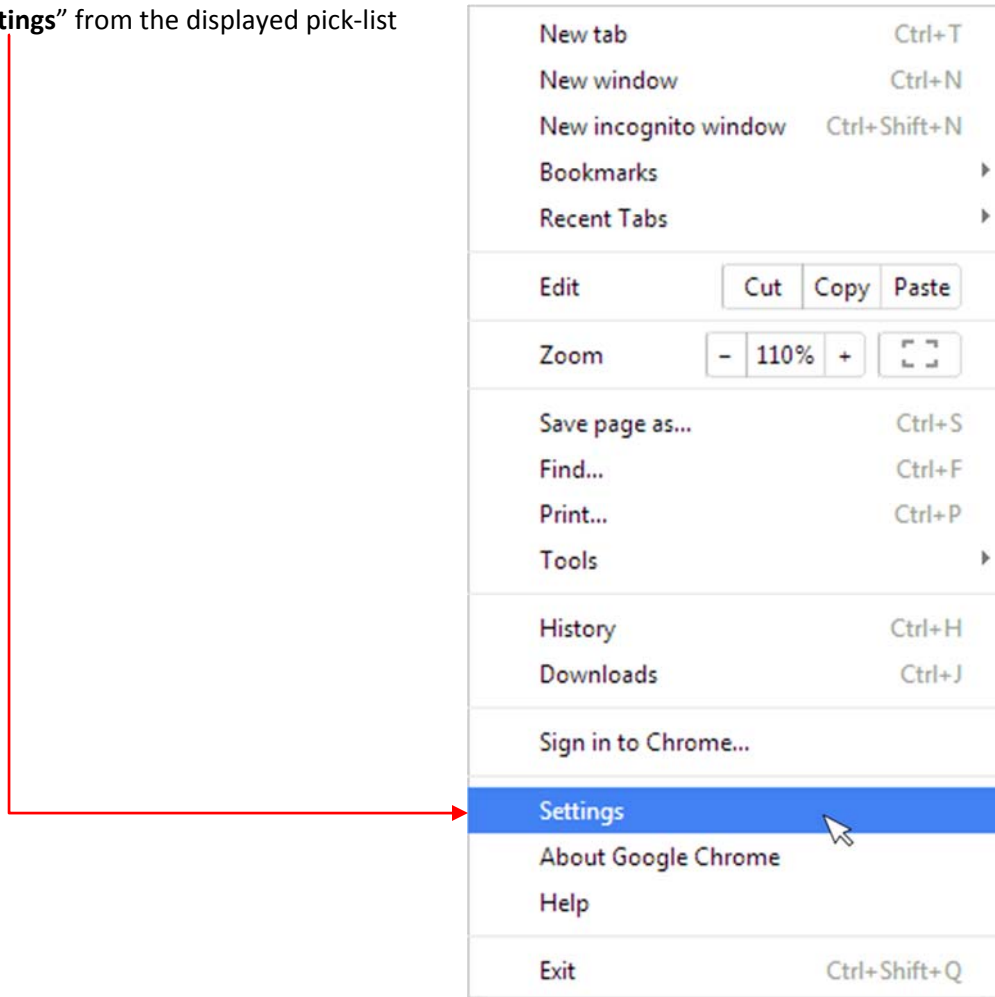 tings” from the displayed pick-list
New tab Ctrl+T
New window Ctrl+N
New incognito window Ctrl+Shift+N
Bookmarks
Recent Tabs
Edit Cut Copy Paste
Zoom - 110% +
Save page as... Ctrl+S
Find... Ctrl+F
Print... Ctrl+P
Tools
History Ctrl+H
Downloads Ctrl+J
Sign in to Chrome...
Settings
About Google Chrome
Help
Exit Ctrl+Shift+Q